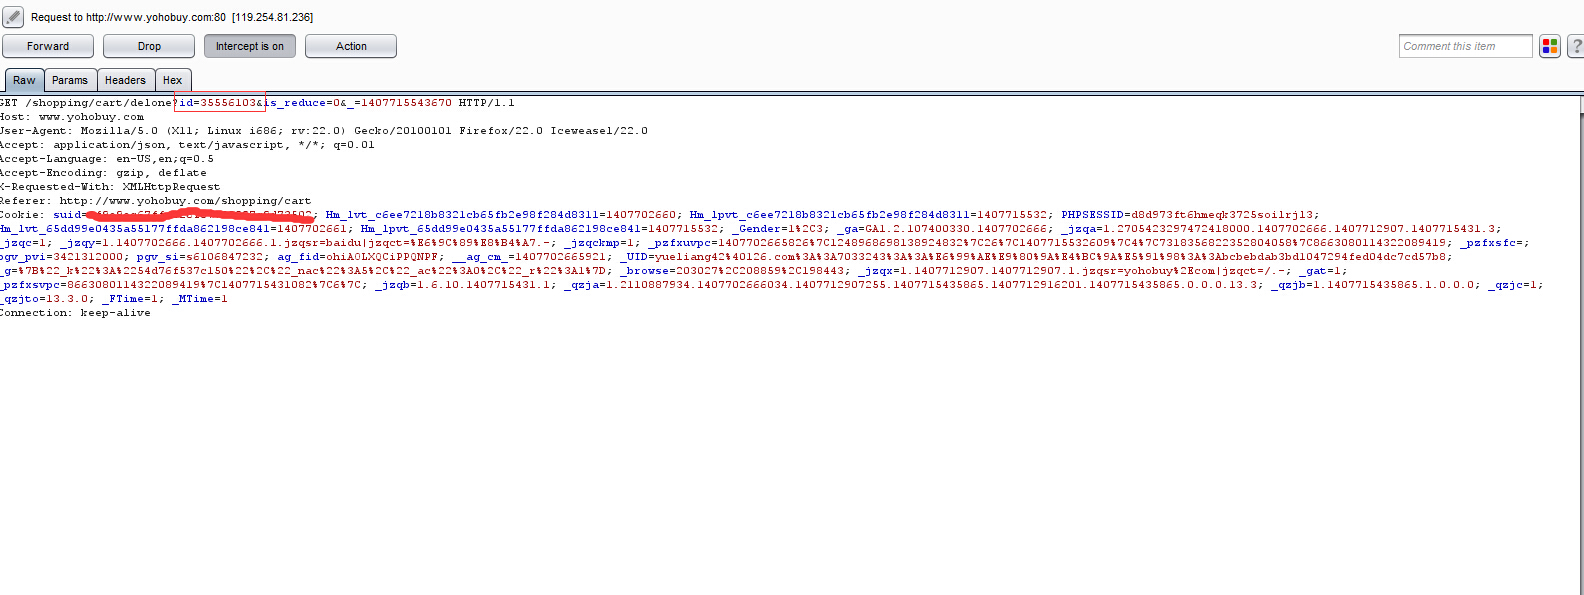 Request to http://www.yohobuy.com:80 [119.254.81.236]
Forward Drop Intercept is on Action Comment this item ?
Raw Params Headers Hex
GET /shopping/cart/delone?id=35556103&is_reduce=0&_=1407715543670 HTTP/1.1
Host: www.yohobuy.com
User-Agent: Mozilla/5.0 (X11; Linux i686; rv:22.0) Gecko/20100101 Firefox/22.0 Iceweasel/22.0
Accept: application/json, text/javascript, */*; q=0.01
Accept-Language: en-US,en;q=0.5
Accept-Encoding: gzip, deflate
X-Requested-With: XMLHttpRequest
Referer: http://www.yohobuy.com/shopping/cart
Cookie: suid= ; Hm_lvt_c6ee7218b8321cb65fb2e98f284d8311=1407702660; Hm_lpvt_c6ee7218b8321cb65fb2e98f284d8311=1407715532; PHPSESSID=d8d973ft6hmeqk3725soilrj13;
Hm_lvt_65dd99e0435a55177ffda862198ce841=1407702661; Hm_lpvt_65dd99e0435a55177ffda862198ce841=1407715532; _Gender=1%2C3; _ga=GA1.2.107400330.1407702666; _jzqa=1.2705423297472418000.1407702666.1407712907.1407715431.3;
_jzqc=1; _jzqy=1.1407702666.1407702666.1.jzqsr=baidu|jzqct=%E6%9C%89%E8%B4%A7.-; _jzqckmp=1; _pzfxuvpc=1407702665826%7C1248968698138924832%7C26%7C1407715532609%7C4%7C7318356822352804058%7C8663080114322089419; _pzfxsfc=;
pgv_pvi=3421312000; pgv_si=s6106847232; ag_fid=ohiAOLXQCiPPQNPF; __ag_cm_=1407702665921; _UID=yueliang42%40126.com%3A%3A7033243%3A%3A%E6%99%AE%E9%80%9A%E4%BC%9A%E5%91%98%3A%3Abcbebdab3bd1047294fed04dc7cd57b8;
_g=%7B%22_k%22%3A%2254d76f537c150%22%2C%22_nac%22%3A5%2C%22_ac%22%3A0%2C%22_r%22%3A1%7D; _browse=203027%2C208859%2C198443; _jzqx=1.1407712907.1407712907.1.jzqsr=yohobuy%2Ecom|jzqct=/.-; _gat=1;
_pzfxsvpc=8663080114322089419%7C1407715431082%7C6%7C; _jzqb=1.6.10.1407715431.1; _qzja=1.2110887934.1407702666034.1407712907255.1407715435865.1407712916201.1407715435865.0.0.0.13.3; _qzjb=1.1407715435865.1.0.0.0; _qzjc=1;
_qzjto=13.3.0; _FTime=1; _MTime=1
Connection: keep-alive